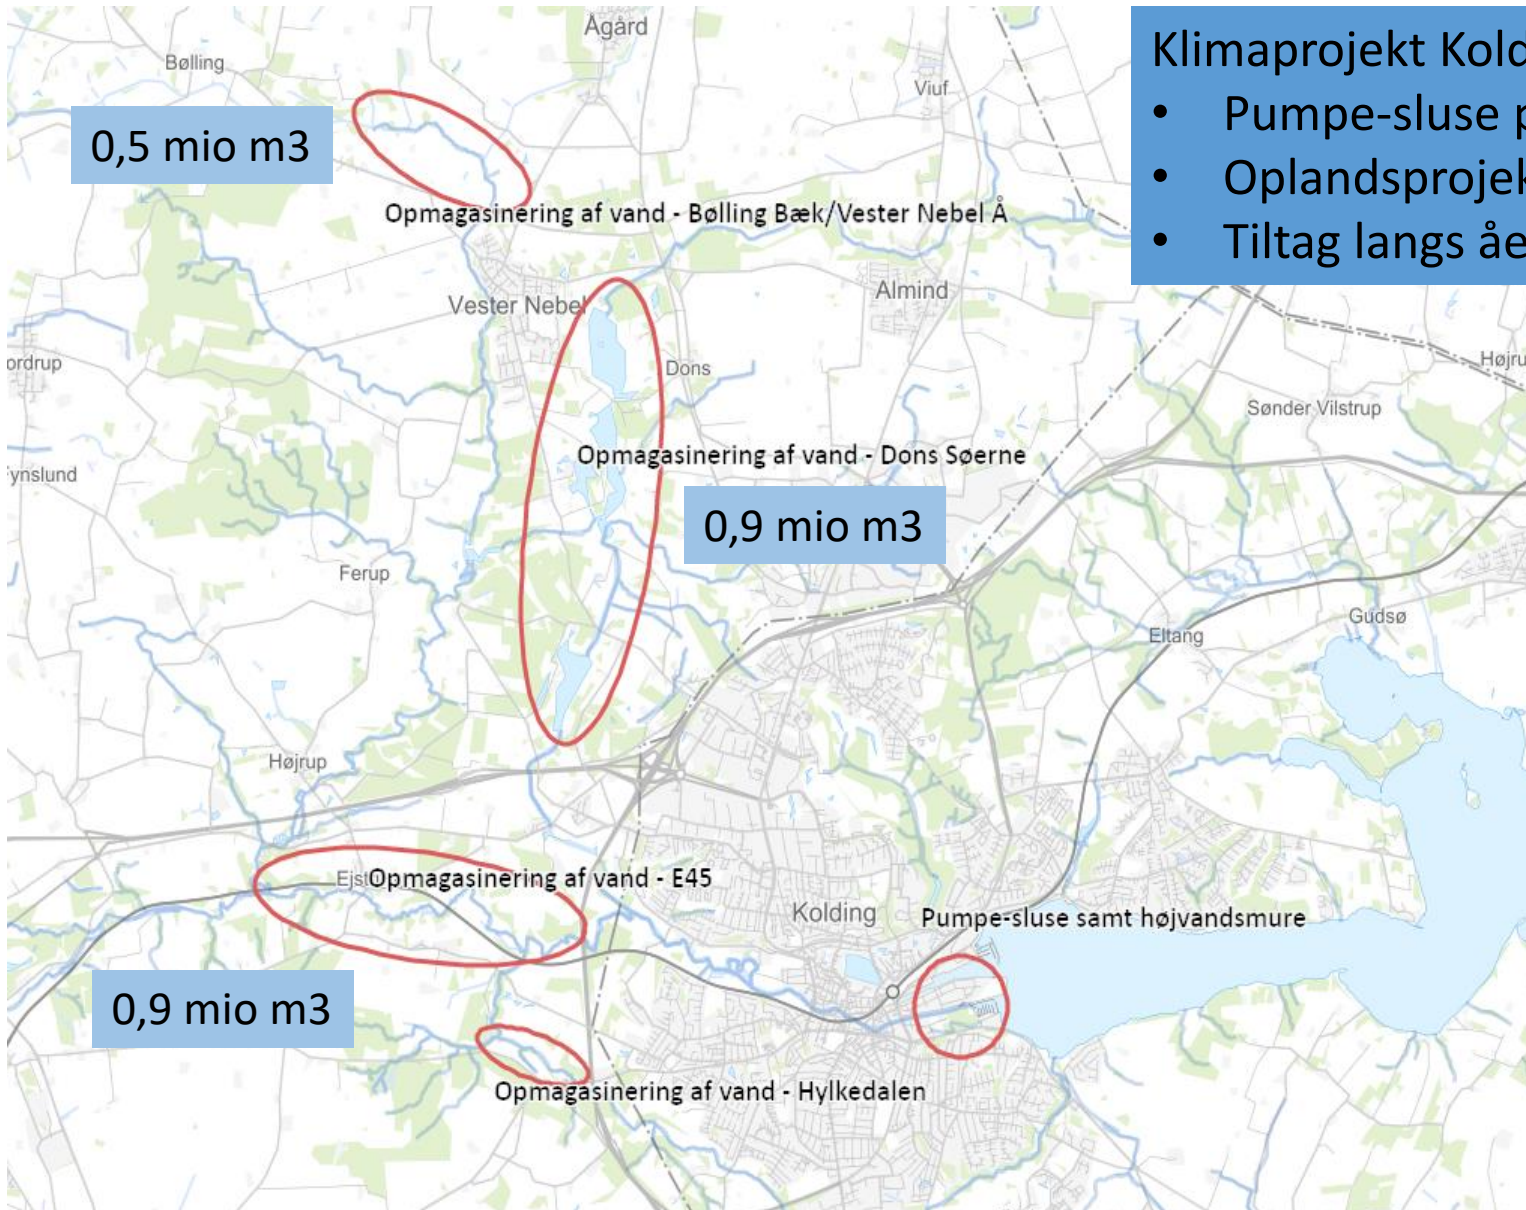 Ågård
Bølling
Viuf
Klimaprojekt Kold
• Pumpe-sluse p
• Oplandsprojek
• Tiltag langs åe
0,5 mio m3
Opmagasinering af vand - Bølling Bæk/Vester Nebel Å
Vester Nebel
Almind
ordrup
Dons
Højru
Sønder Vilstrup
Opmagasinering af vand - Dons Søerne
ynslund
0,9 mio m3
Ferup
Gudsø
Eltang
Højrup
Ejst
Opmagasinering af vand - E45
Kolding
Pumpe-sluse samt højvandsmure
0,9 mio m3
Opmagasinering af vand - Hylkedalen